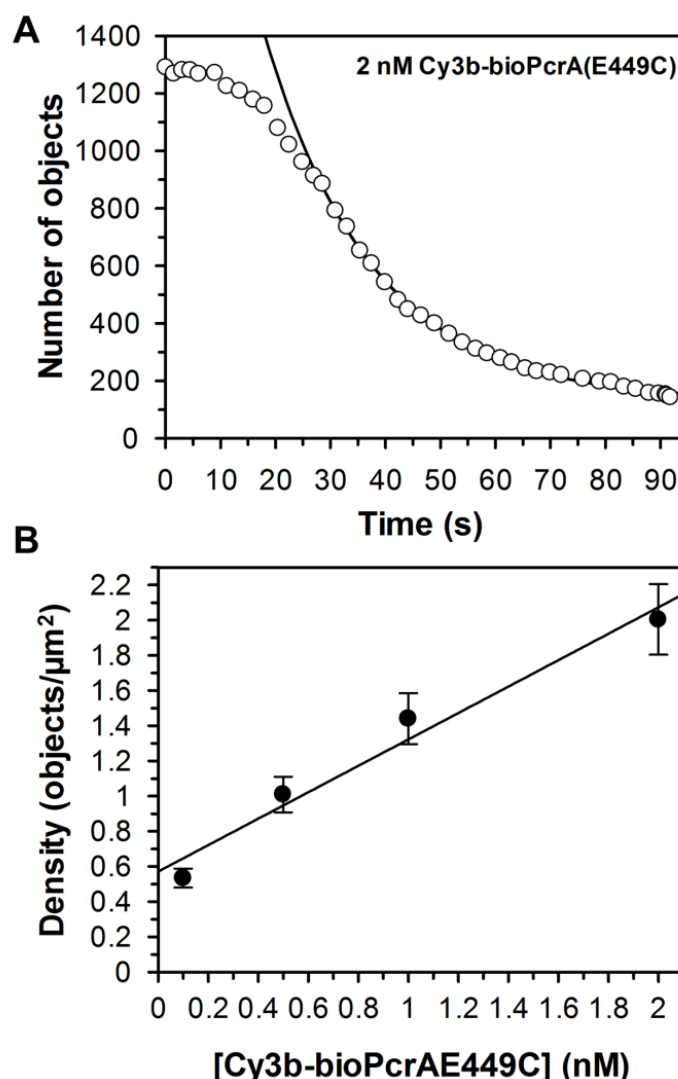 A
1400
1200
1000
800
600
400
200
0
Number of objects
2 nM Cy3b-bioPcrA(E449C)
0 10 20 30 40 50 60 70 80 90
Time (s)
B
2.2
2
1.8
1.6
1.4
1.2
1
0.8
0.6
0.4
0.2
0
Density (objects/µm²)
0 0.2 0.4 0.6 0.8 1 1.2 1.4 1.6 1.8 2
[Cy3b-bioPcrAE449C] (nM)